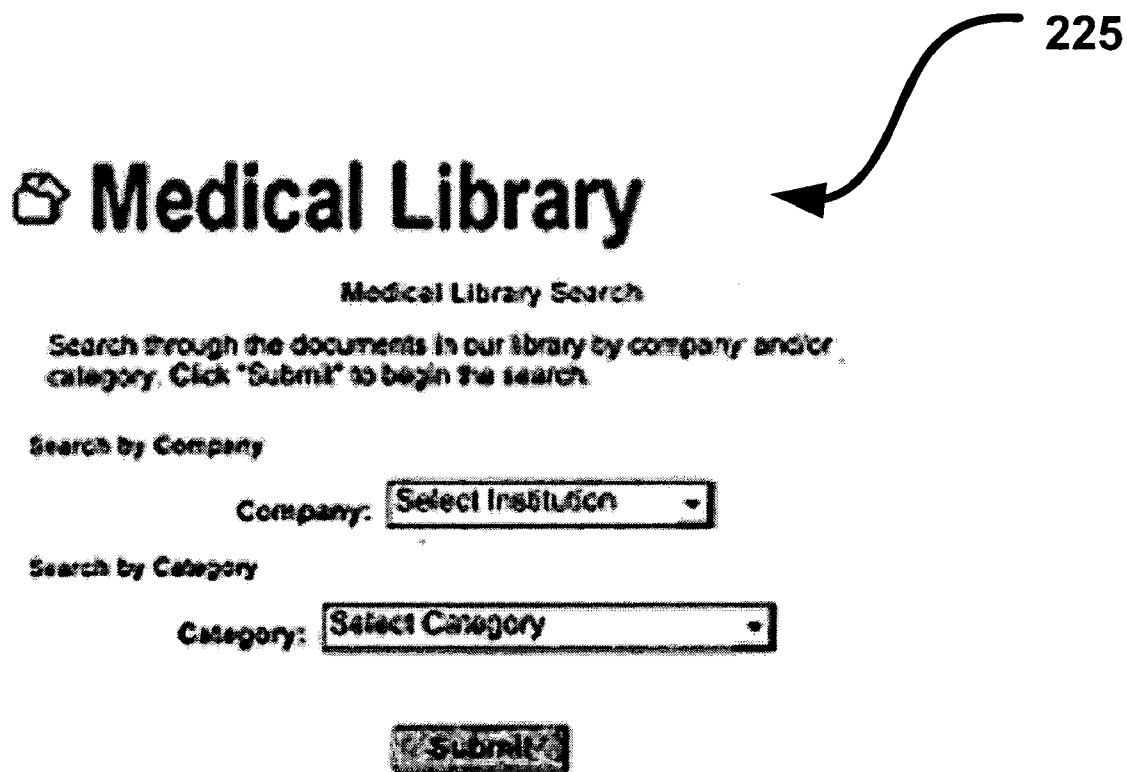 225
Medical Library
Medical Library Search
Search through the documents in our library by company and/or
category. Click "Submit" to begin the search.
Search by Company
Company: Select Institution
Search by Category
Category: Select Category
Submit